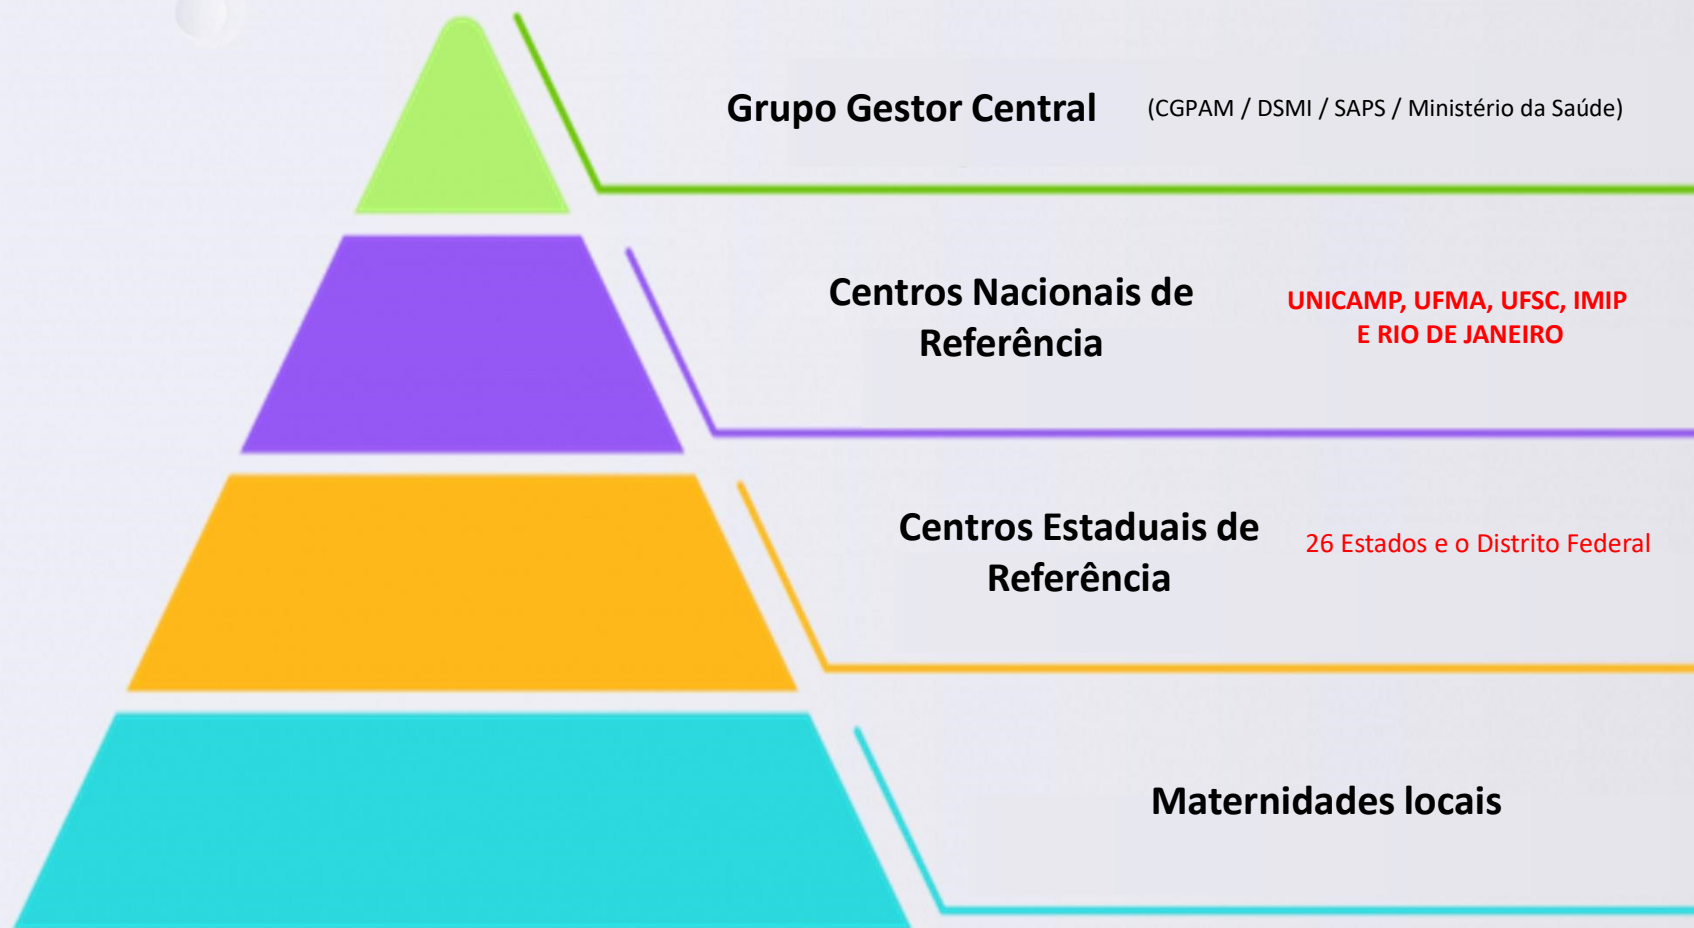 Grupo Gestor Central (CGPAM / DSMI / SAPS / Ministério da Saúde)
Centros Nacionais de
Referência
UNICAMP, UFMA, UFSC, IMIP
E RIO DE JANEIRO
Centros Estaduais de
Referência
26 Estados e o Distrito Federal
Maternidades locais